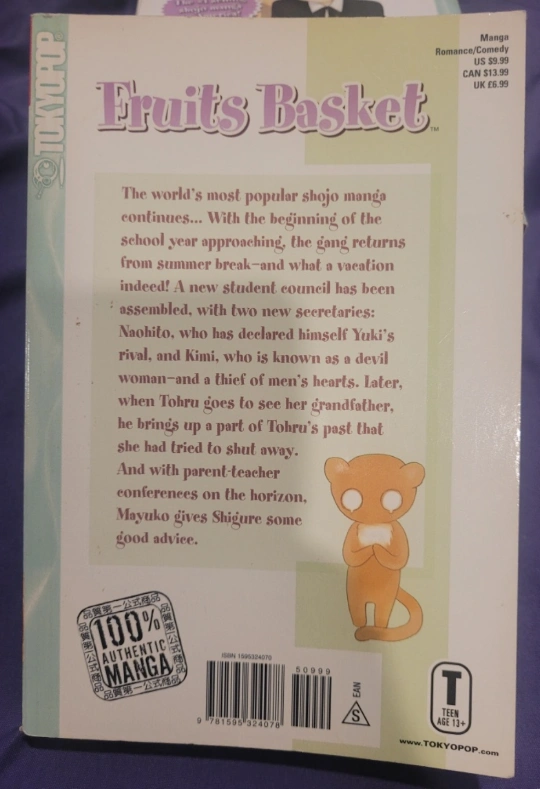 TOKYOPOP
Manga
Romance/Comedy
US $9.99
CAN $13.99
UK £6.99
Fruits Basket™
The world's most popular shojo manga
continues... With the beginning of the
school year approaching, the gang returns
from summer break—and what a vacation
indeed! A new student council has been
assembled, with two new secretaries:
Naohito, who has declared himself Yuki's
rival, and Kimi, who is known as a devil
woman—and a thief of men's hearts. Later,
when Tohru goes to see her grandfather,
he brings up a part of Tohru's past that
she had tried to shut away.
And with parent-teacher
conferences on the horizon,
Mayuko gives Shigure some
good advice.
100%
AUTHENTIC
MANGA
ISBN 1595324070
50999
9 781595 324078
S
EAN
T
TEEN
AGE 13+
www.TOKYOPOP.com